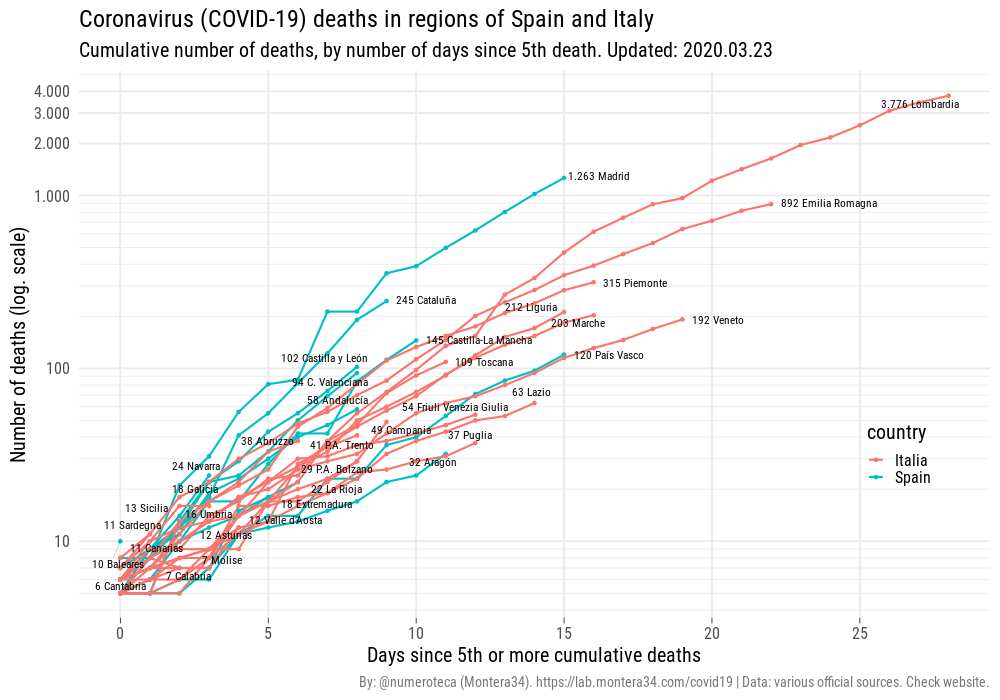 Coronavirus (COVID-19) deaths in regions of Spain and Italy
Cumulative number of deaths, by number of days since 5th death. Updated: 2020.03.23
Number of deaths (log. scale)
4.000
3.000
2.000
1.000
100
10
3.776 Lombardia
1.263 Madrid
892 Emilia Romagna
315 Piemonte
245 Cataluña
212 Liguria
203 Marche
192 Veneto
145 Castilla-La Mancha
120 País Vasco
102 Castilla y León
109 Toscana
94 C. Valenciana
63 Lazio
58 Andalucía
54 Friuli Venezia Giulia
49 Campania
37 Puglia
38 Abruzzo
41 P.A. Trento
32 Aragón
24 Navarra
29 P.A. Bolzano
18 Galicia
22 La Rioja
13 Sicilia
16 Umbria
18 Extremadura
11 Sardegna
12 Valle d'Aosta
12 Asturias
11 Canarias
10 Baleares
7 Molise
7 Calabria
6 Cantabria
country
Italia
Spain
0
5
10
15
20
25
Days since 5th or more cumulative deaths
By: @numeroteca (Montera34). https://lab.montera34.com/covid19 | Data: various official sources. Check website.